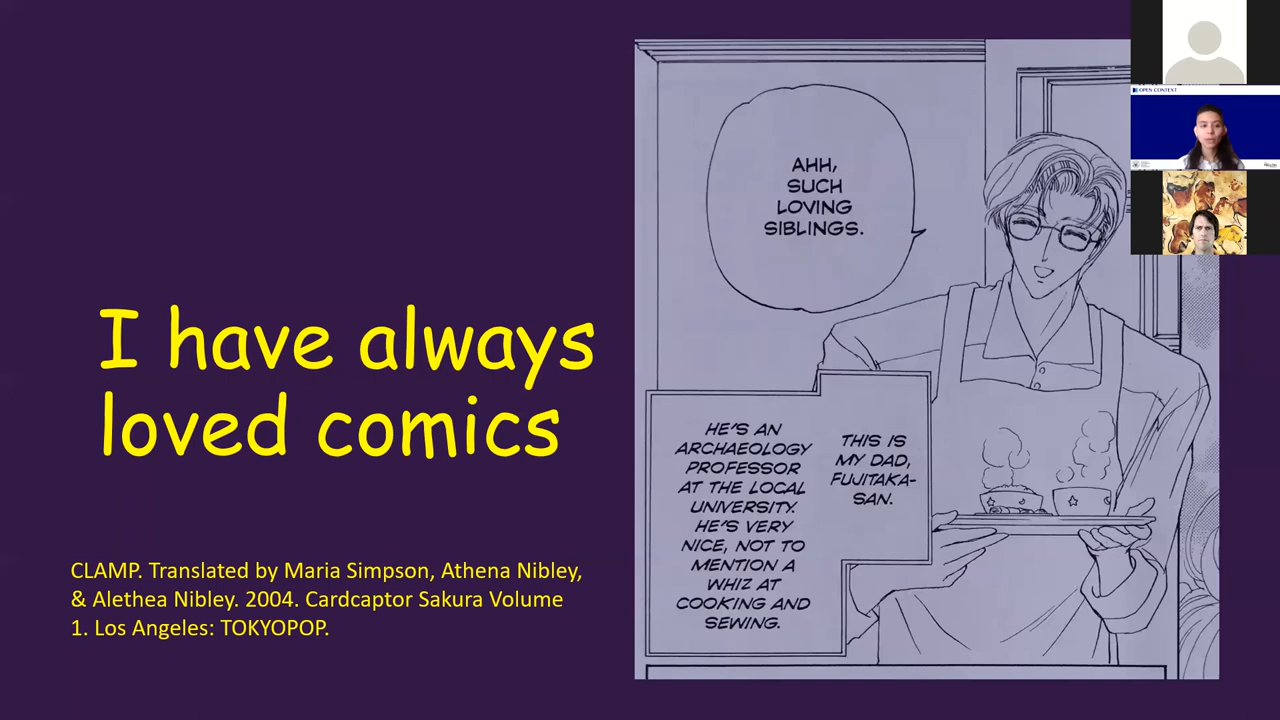 I have always
loved comics
CLAMP. Translated by Maria Simpson, Athena Nibley,
& Alethea Nibley. 2004. Cardcaptor Sakura Volume
1. Los Angeles: TOKYOPOP.
AHH,
SUCH
LOVING
SIBLINGS.
THIS IS
MY DAD,
FUJITAKA-
SAN.
HE'S AN
ARCHAEOLOGY
PROFESSOR
AT THE LOCAL
UNIVERSITY.
HE'S VERY
NICE, NOT TO
MENTION A
WHIZ AT
COOKING AND
SEWING.
OPEN CONTEXT